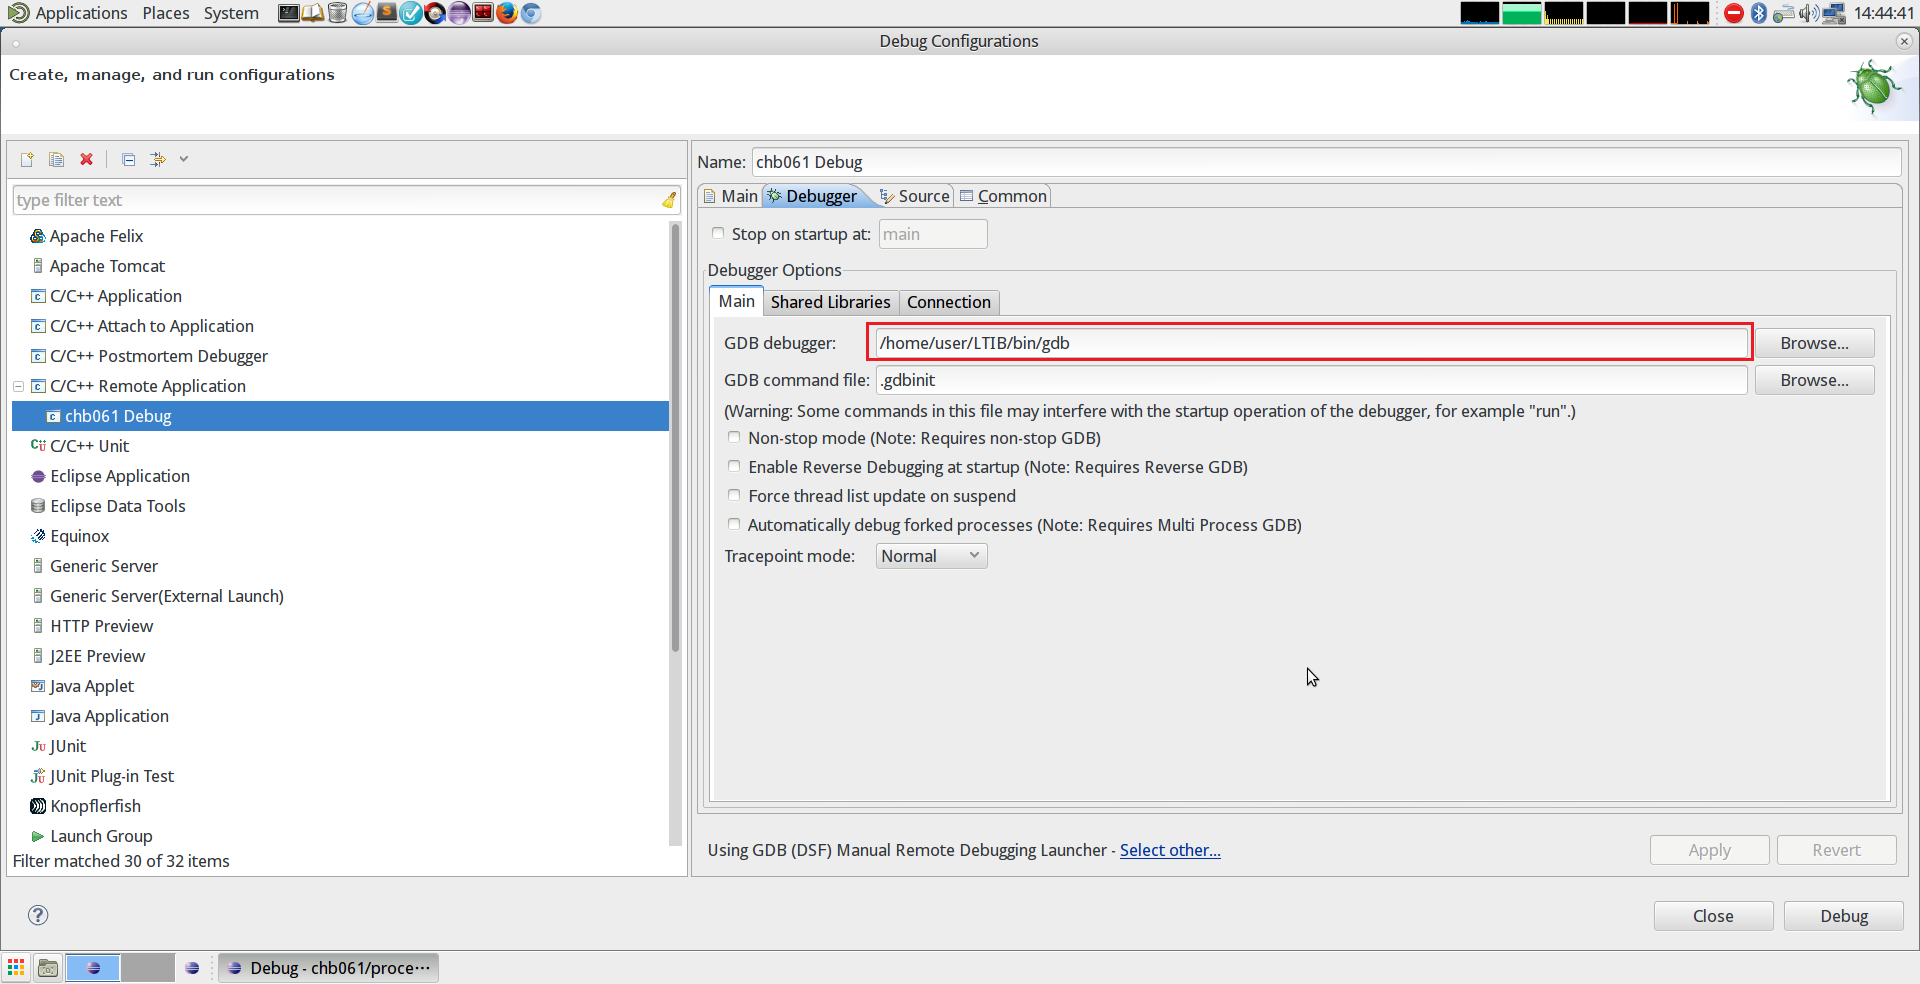 Applications Places System 14:44:41
Debug Configurations
Create, manage, and run configurations
type filter text
Apache Felix
Apache Tomcat
C/C++ Application
C/C++ Attach to Application
C/C++ Postmortem Debugger
C/C++ Remote Application
chb061 Debug
C/C++ Unit
Eclipse Application
Eclipse Data Tools
Equinox
Generic Server
Generic Server(External Launch)
HTTP Preview
J2EE Preview
Java Applet
Java Application
JUnit
JUnit Plug-in Test
Knopflerfish
Launch Group
Filter matched 30 of 32 items
Name: chb061 Debug
Main Debugger Source Common
Stop on startup at: main
Debugger Options
Main Shared Libraries Connection
GDB debugger: /home/user/LTIB/bin/gdb Browse...
GDB command file: .gdbinit Browse...
(Warning: Some commands in this file may interfere with the startup operation of the debugger, for example "run".)
Non-stop mode (Note: Requires non-stop GDB)
Enable Reverse Debugging at startup (Note: Requires Reverse GDB)
Force thread list update on suspend
Automatically debug forked processes (Note: Requires Multi Process GDB)
Tracepoint mode: Normal
Using GDB (DSF) Manual Remote Debugging Launcher - Select other...
Apply Revert
Close Debug
Debug - chb061/proce···